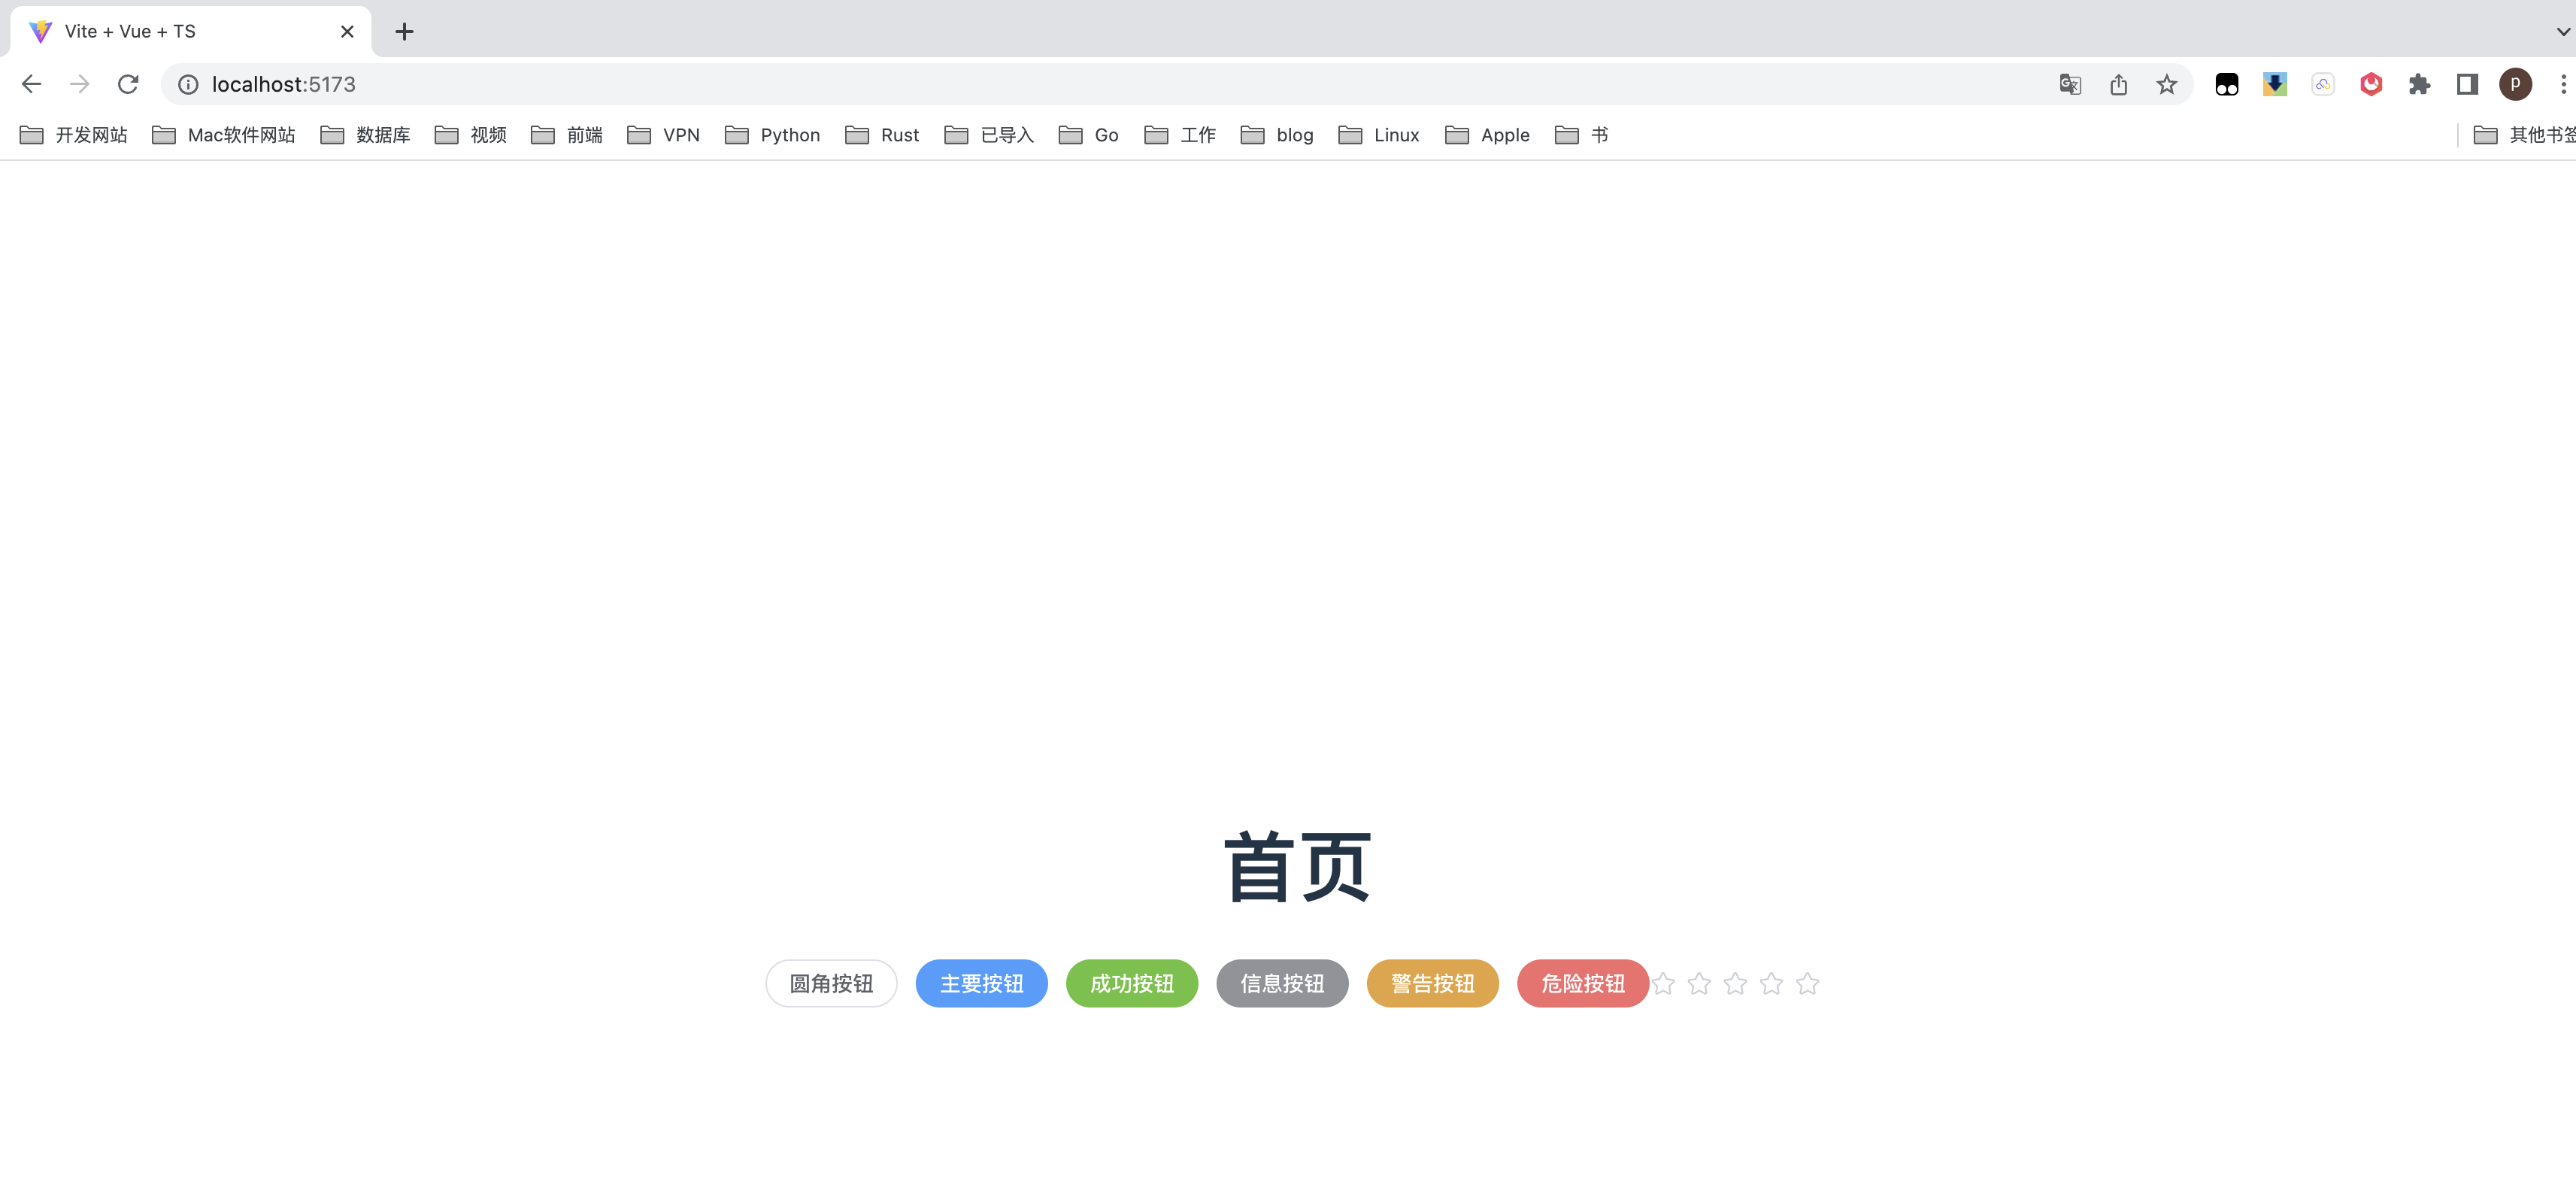 Vite + Vue + TS
localhost:5173
P
开发网站 Mac软件网站 数据库 视频 前端 VPN Python Rust 已导入 Go 工作 blog Linux Apple 书 其他书签
首页
圆角按钮 主要按钮 成功按钮 信息按钮 警告按钮 危险按钮